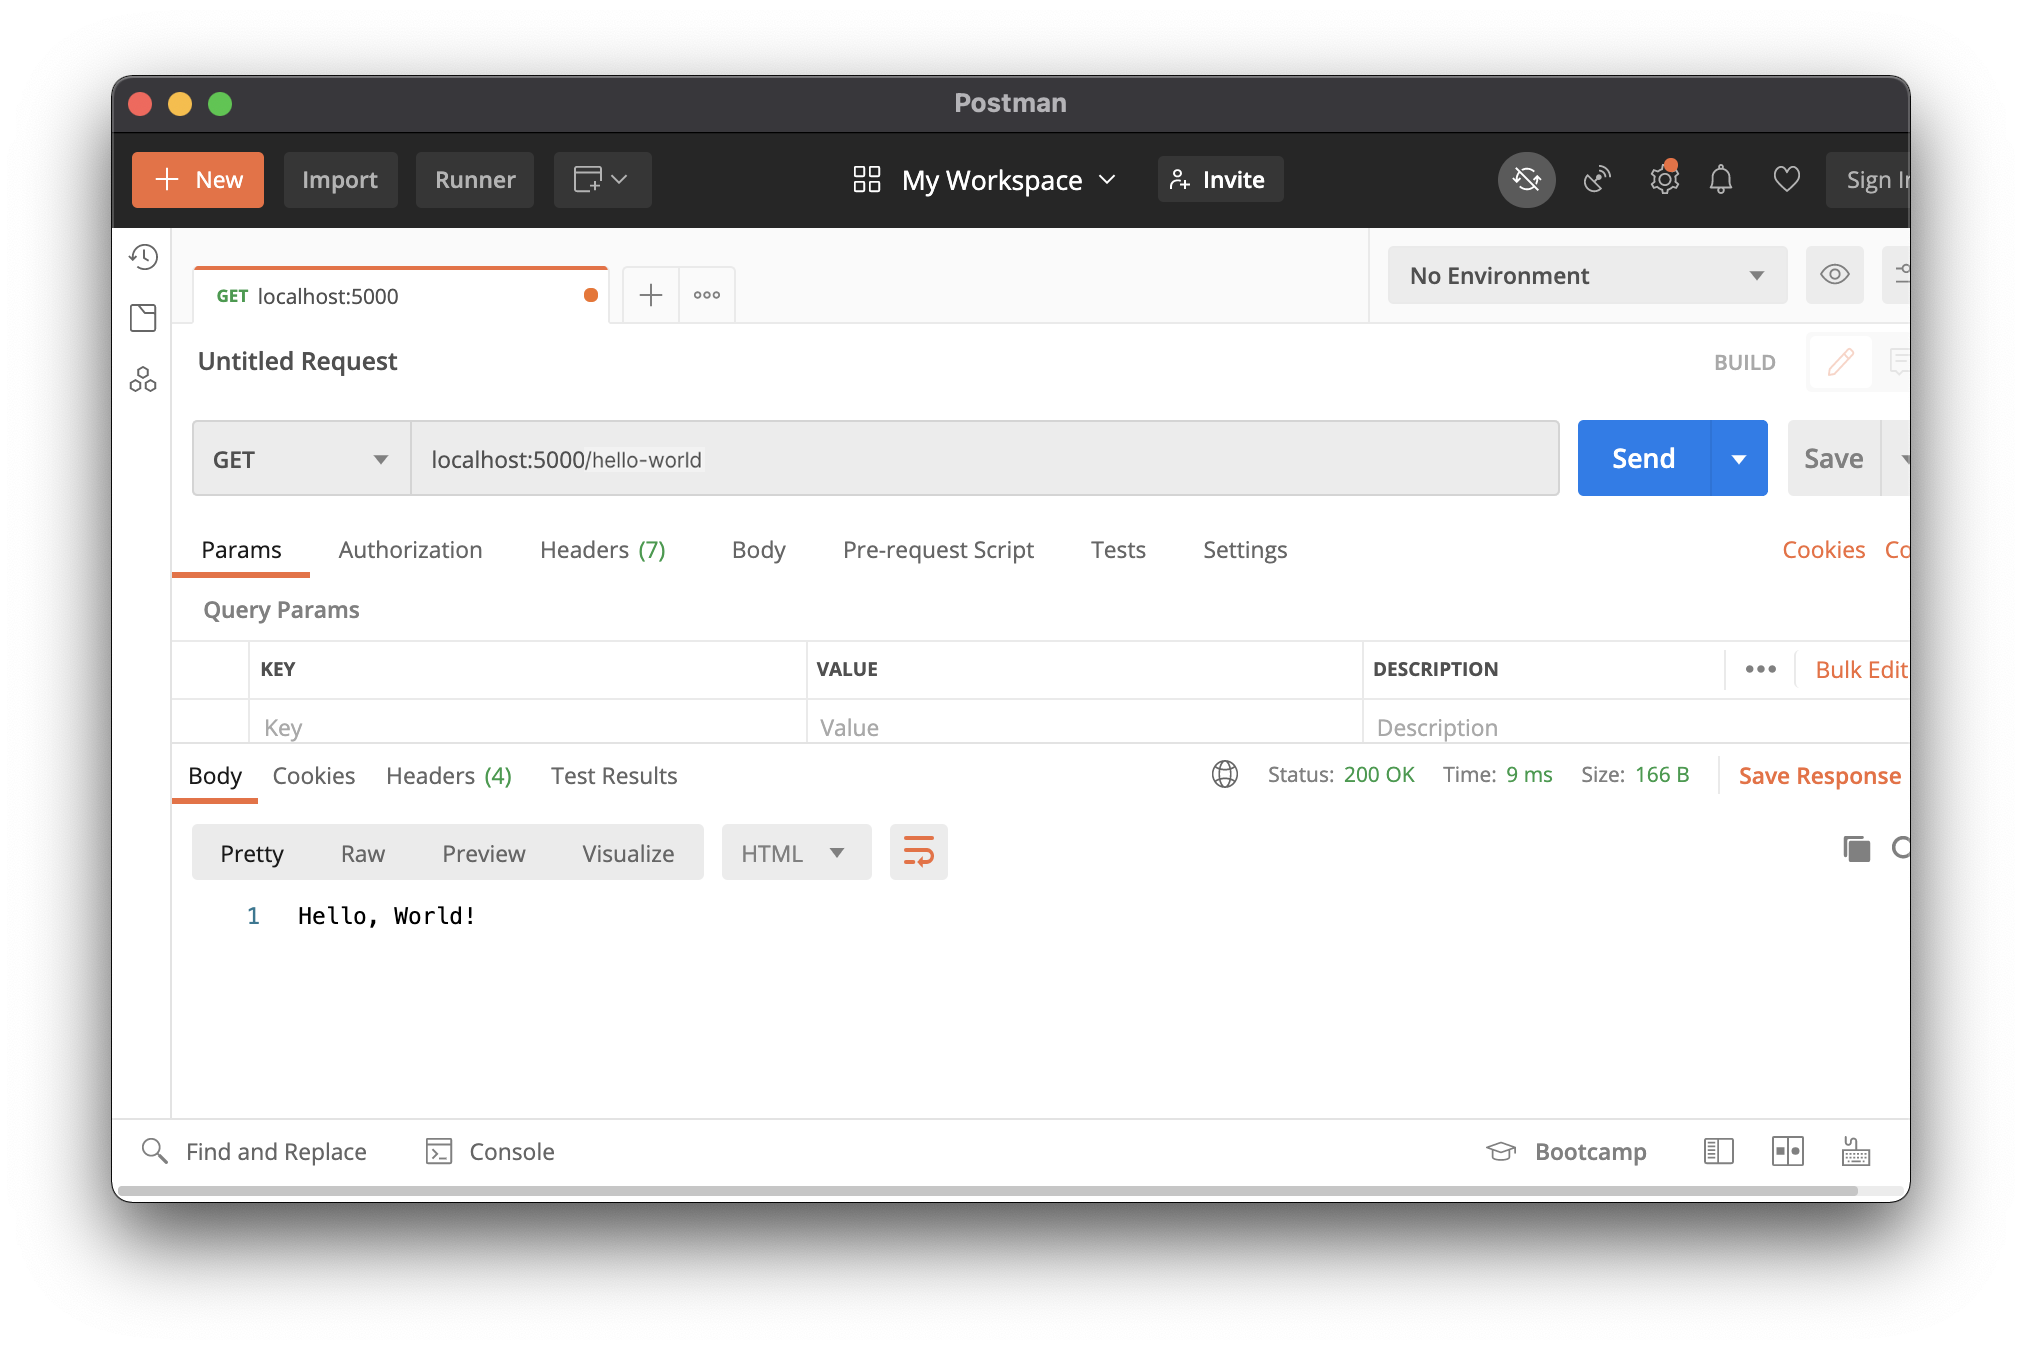 Postman
New Import Runner My Workspace Invite Sign In
GET localhost:5000 No Environment
Untitled Request BUILD
GET localhost:5000/hello-world Send Save
Params Authorization Headers (7) Body Pre-request Script Tests Settings Cookies Co
Query Params
KEY VALUE DESCRIPTION Bulk Edit
Key Value Description
Body Cookies Headers (4) Test Results Status: 200 OK Time: 9 ms Size: 166 B Save Response
Pretty Raw Preview Visualize HTML
1 Hello, World!
Find and Replace Console Bootcamp